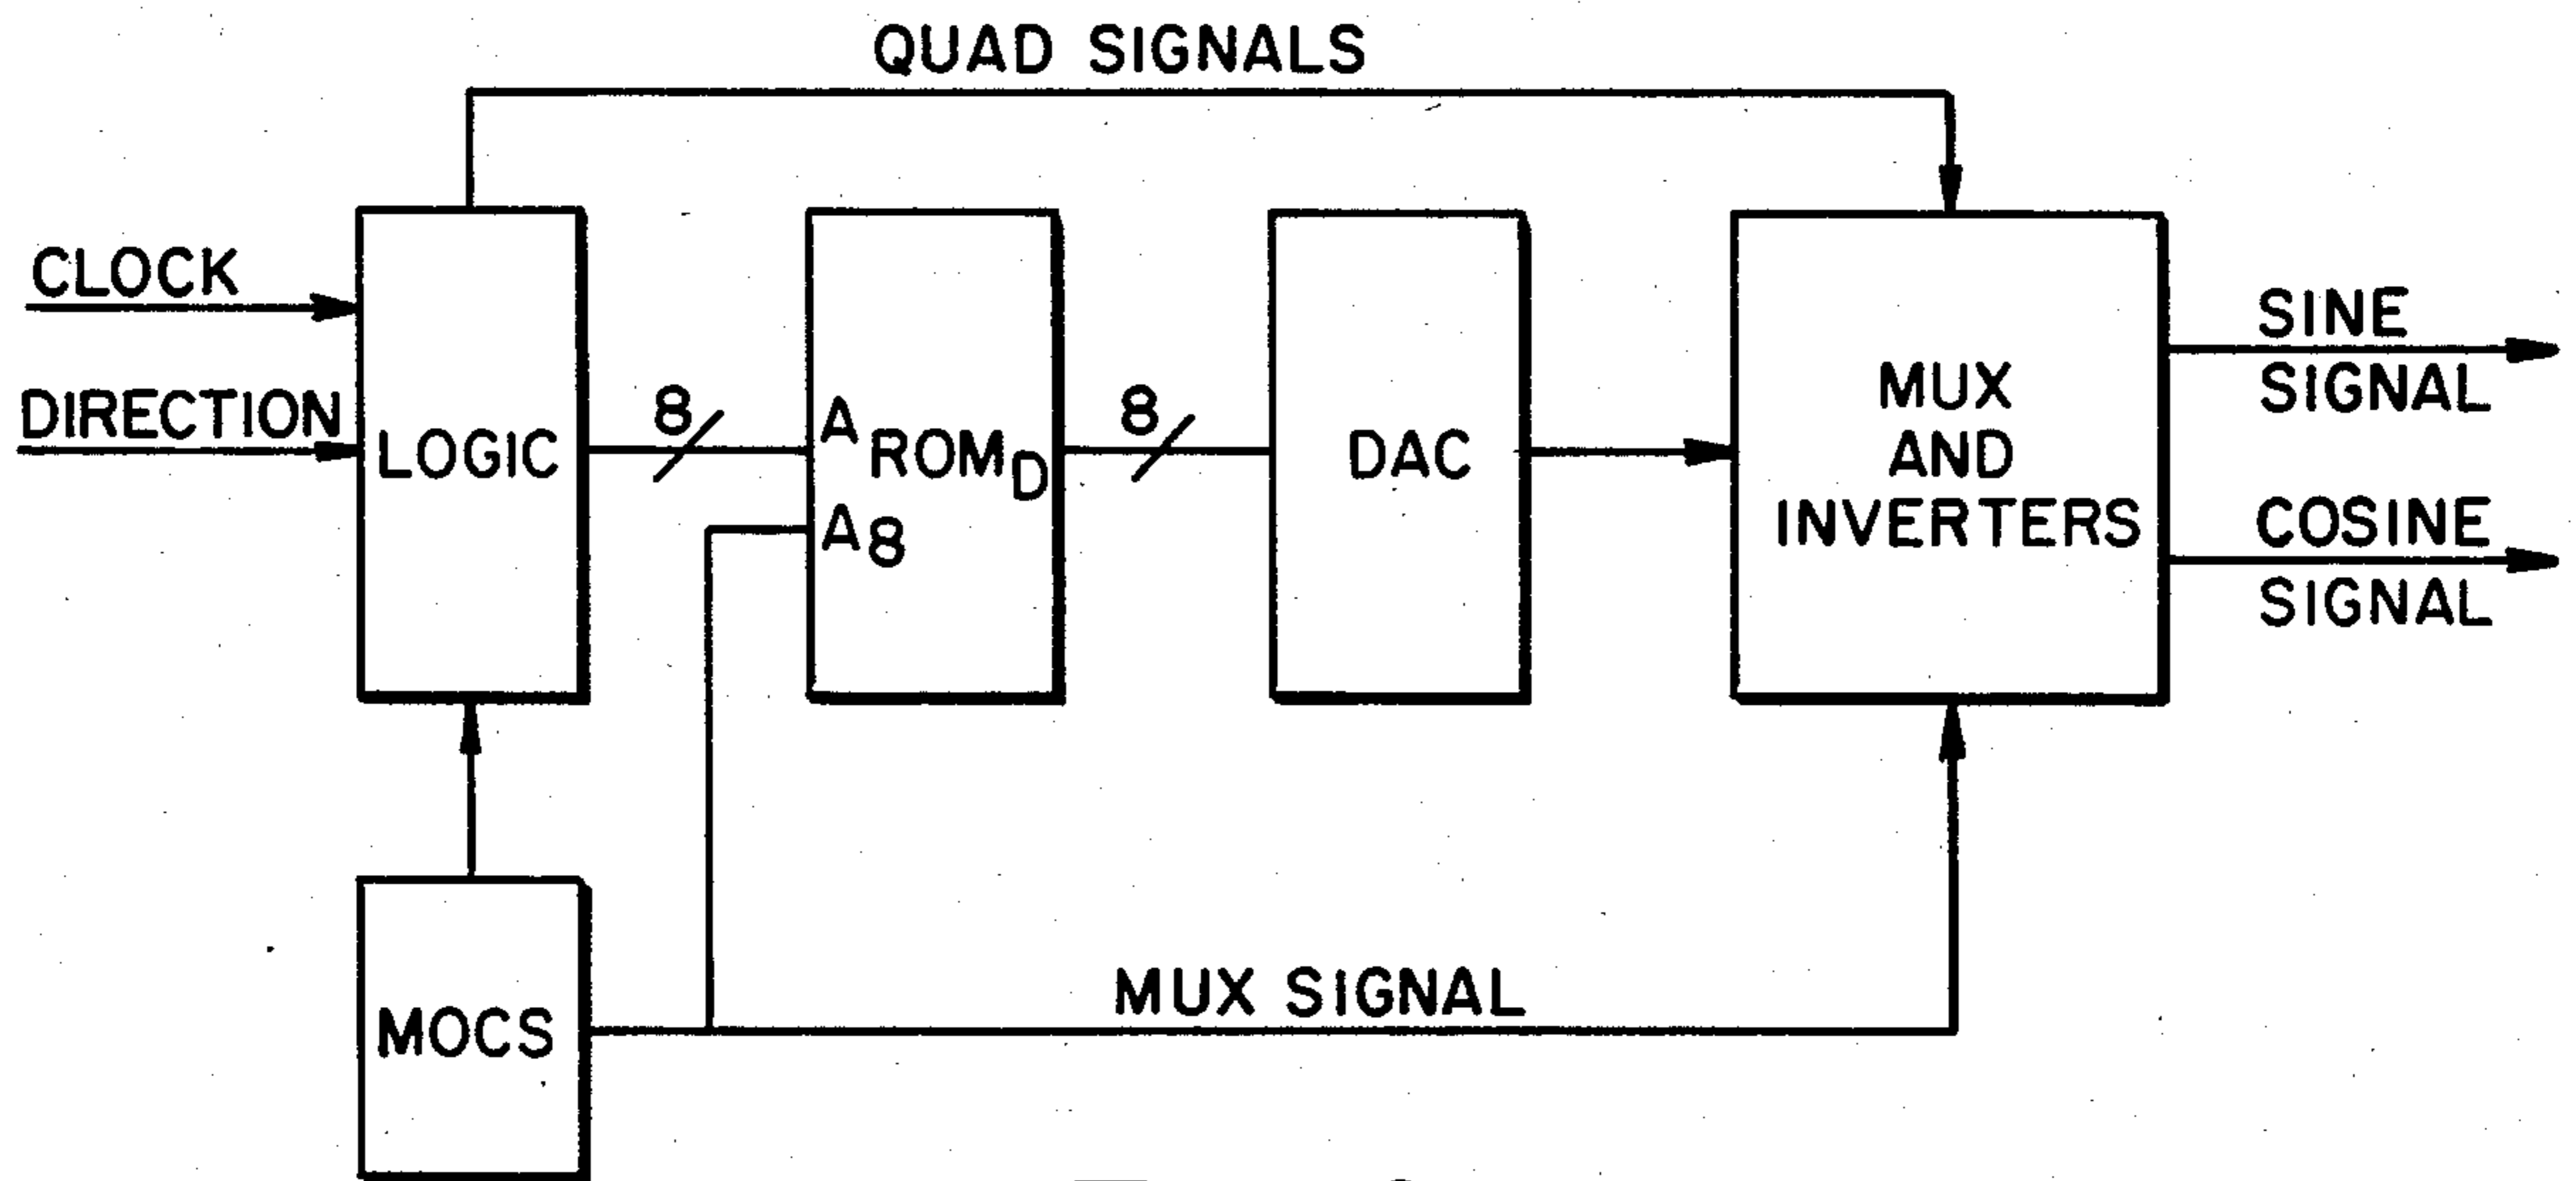 QUAD SIGNALS
CLOCK
DIRECTION
LOGIC
8
A
ROM
D
A8
8
DAC
MUX
AND
INVERTERS
SINE
SIGNAL
COSINE
SIGNAL
MOCS
MUX SIGNAL